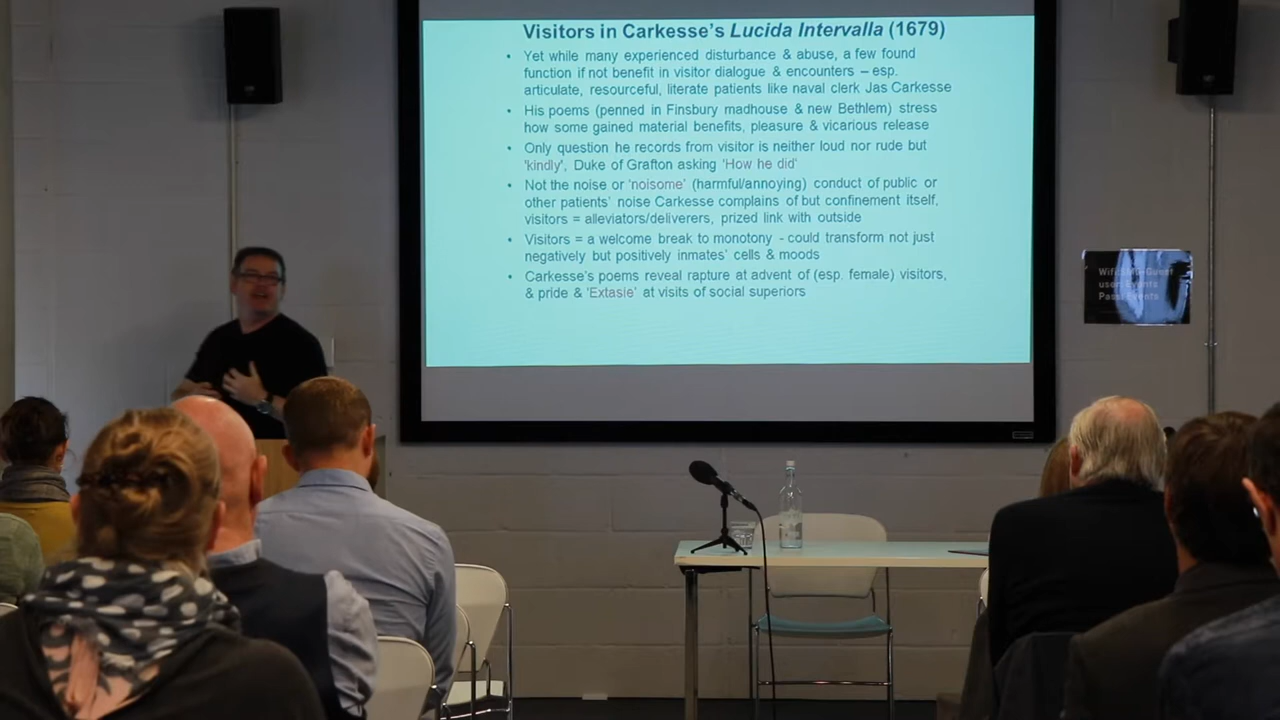 Visitors in Carkesse's Lucida Intervalla (1679)
• Yet while many experienced disturbance & abuse, a few found
function if not benefit in visitor dialogue & encounters – esp.
articulate, resourceful, literate patients like naval clerk Jas Carkesse
• His poems (penned in Finsbury madhouse & new Bethlem) stress
how some gained material benefits, pleasure & vicarious release
• Only question he records from visitor is neither loud nor rude but
'kindly', Duke of Grafton asking 'How he did'
• Not the noise or 'noisome' (harmful/annoying) conduct of public or
other patients' noise Carkesse complains of but confinement itself,
visitors = alleviators/deliverers, prized link with outside
• Visitors = a welcome break to monotony - could transform not just
negatively but positively inmates' cells & moods
• Carkesse's poems reveal rapture at advent of (esp. female) visitors,
& pride & 'Extasie' at visits of social superiors